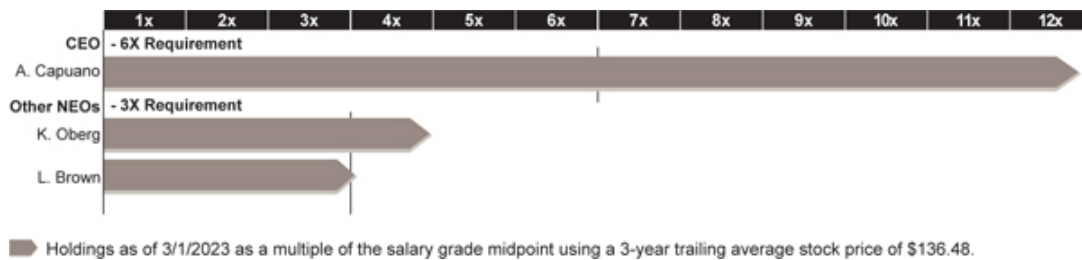 1x 2x 3x 4x 5x 6x 7x 8x 9x 10x 11x 12x
CEO - 6X Requirement
A. Capuano
Other NEOs - 3X Requirement
K. Oberg
L. Brown
Holdings as of 3/1/2023 as a multiple of the salary grade midpoint using a 3-year trailing average stock price of $136.48.